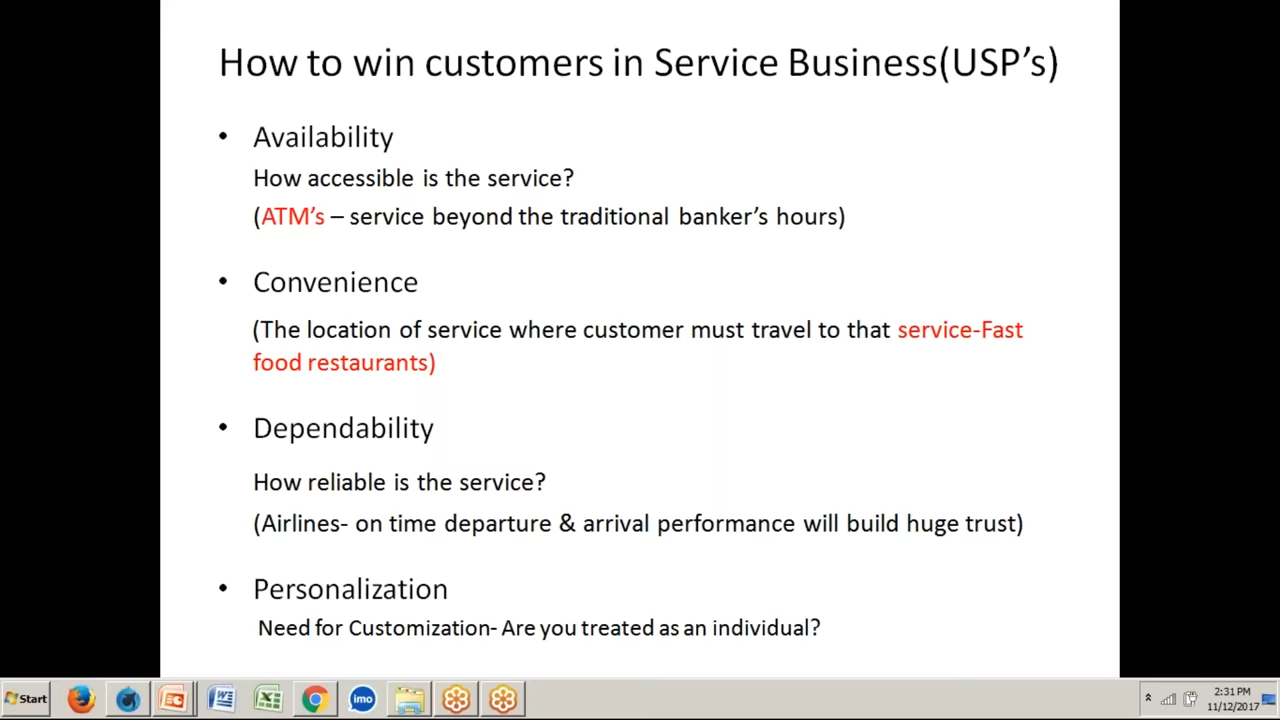 How to win customers in Service Business(USP's)
• Availability
How accessible is the service?
(ATM's – service beyond the traditional banker's hours)
• Convenience
(The location of service where customer must travel to that service-Fast
food restaurants)
• Dependability
How reliable is the service?
(Airlines- on time departure & arrival performance will build huge trust)
• Personalization
Need for Customization- Are you treated as an individual?
Start
imo
2:31 PM
11/12/2017